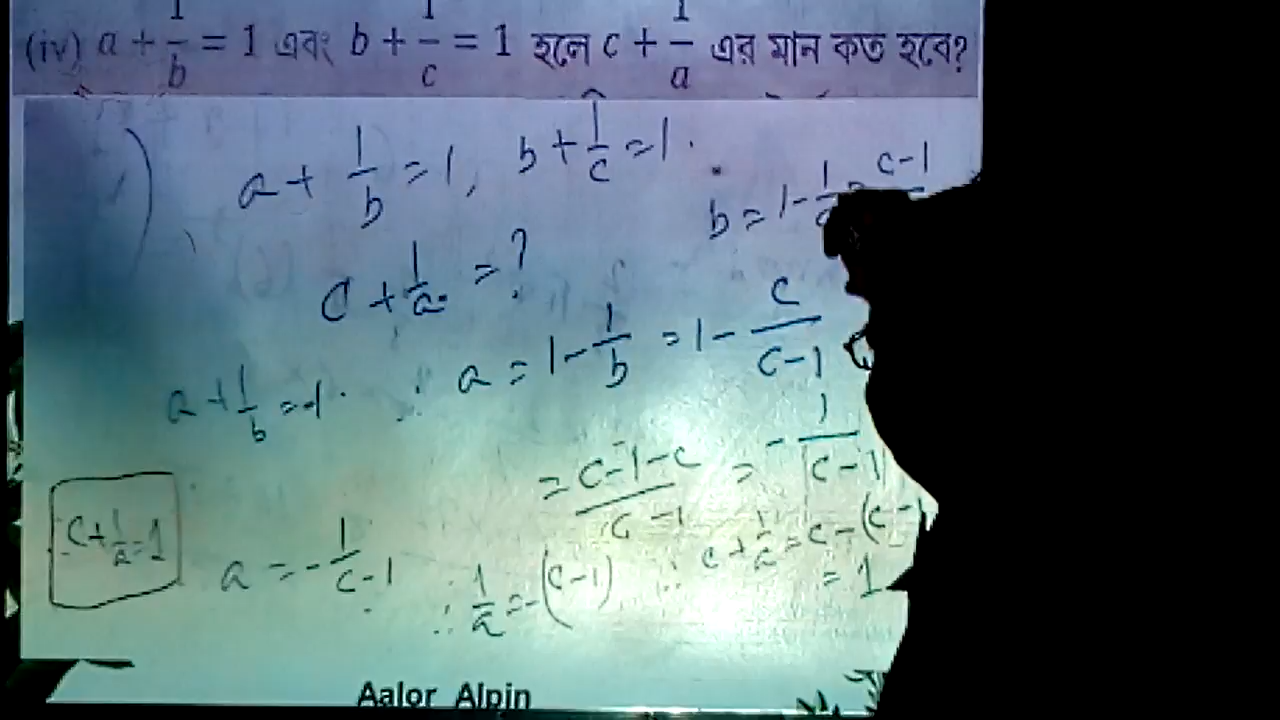 (iv) a + 1/b = 1 এবং b + 1/c = 1 হলে c + 1/a এর মান কত হবে?
a + 1/b = 1, b + 1/c = 1.
b = 1 - 1/c = c-1
c + 1/a = ?
a + 1/b = 1. ∴ a = 1 - 1/b = 1 - c/(c-1)
= (c-1-c)/(c-1) = - 1/(c-1)
a = - 1/(c-1) ∴ 1/a = -(c-1) ∴ c + 1/a = c - (c-1
= 1
c + 1/a = 1
Aalor Alpin